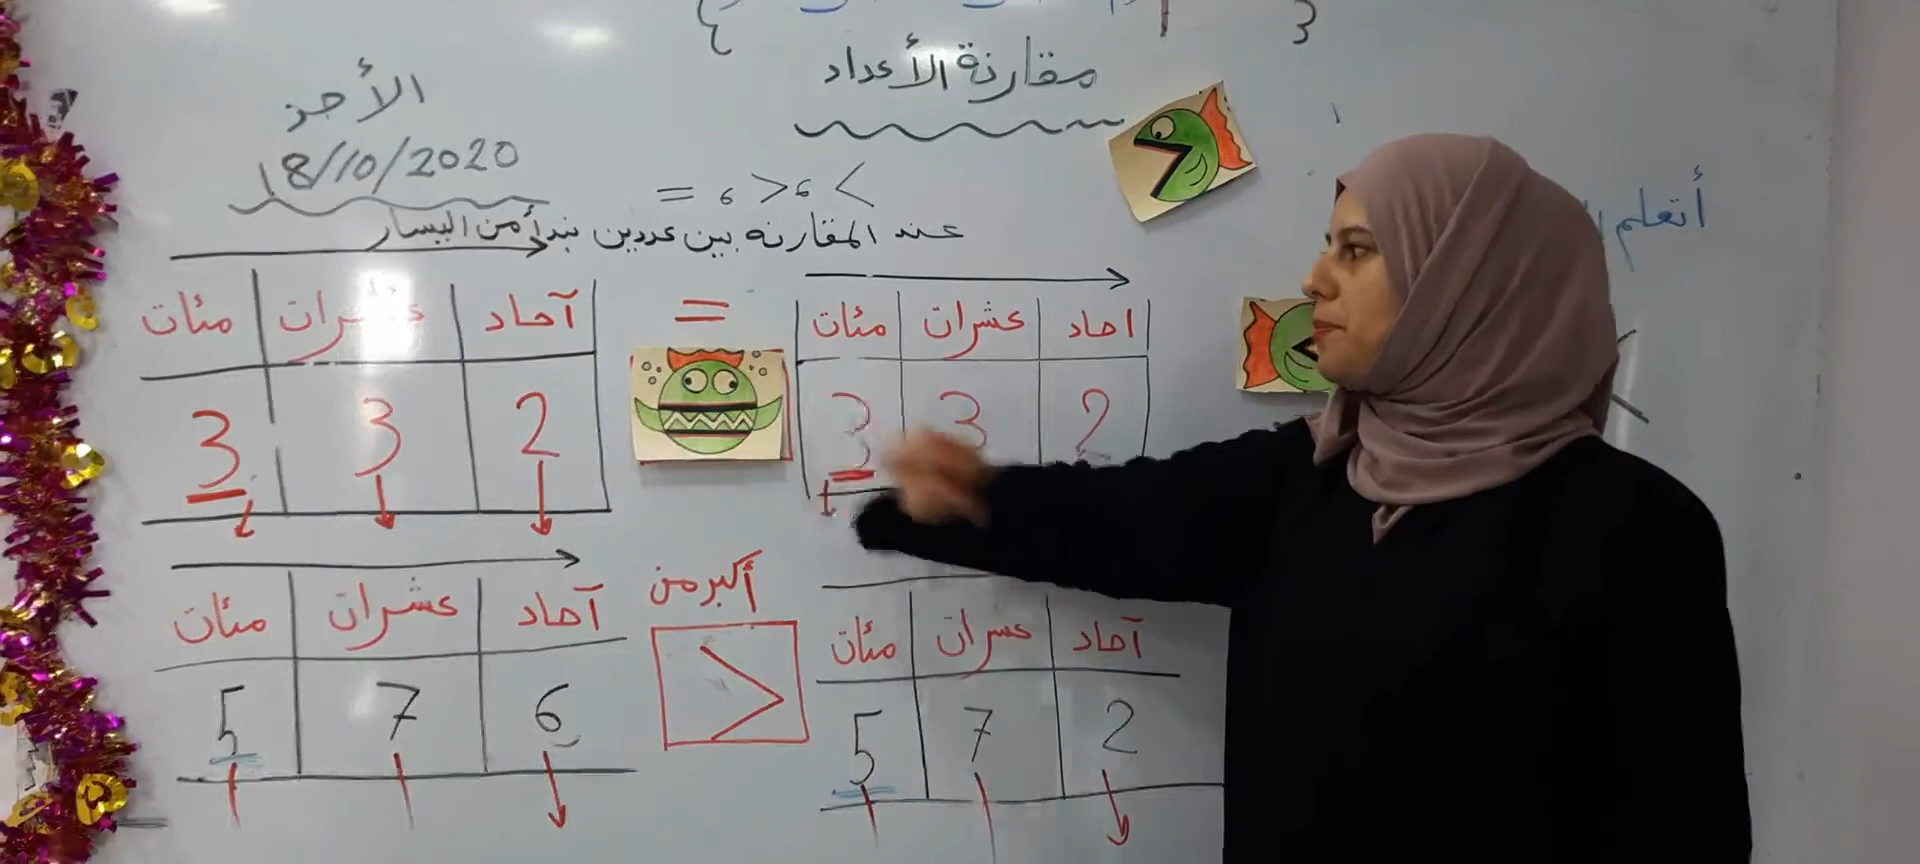 مقارنة الأعداد
الأحد
18/10/2020
= ، > ، <
عند المقارنة بين عددين نبدأ من اليسار
أتعلم
مئات عشرات آحاد
3 3 2
=
مئات عشرات احاد
3 3 2
مئات عشرات آحاد
5 7 6
أكبر من
>
مئات عسرات آحاد
5 7 2